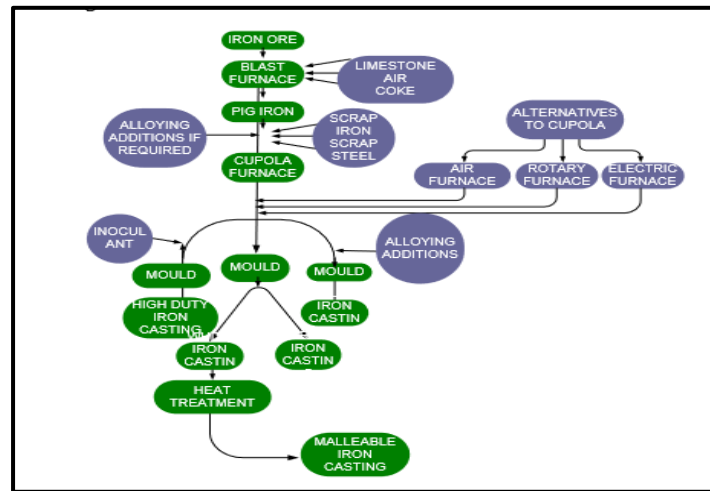 IRON ORE
BLAST
FURNACE
LIMESTONE
AIR
COKE
PIG IRON
ALLOYING
ADDITIONS IF
REQUIRED
SCRAP
IRON
SCRAP
STEEL
ALTERNATIVES
TO CUPOLA
CUPOLA
FURNACE
AIR
FURNACE
ROTARY
FURNACE
ELECTRIC
FURNACE
INOCUL
ANT
ALLOYING
ADDITIONS
MOULD
MOULD
MOULD
HIGH DUTY
IRON
CASTING
IRON
CASTIN
IRON
CASTIN
IRON
CASTIN
HEAT
TREATMENT
MALLEABLE
IRON
CASTING